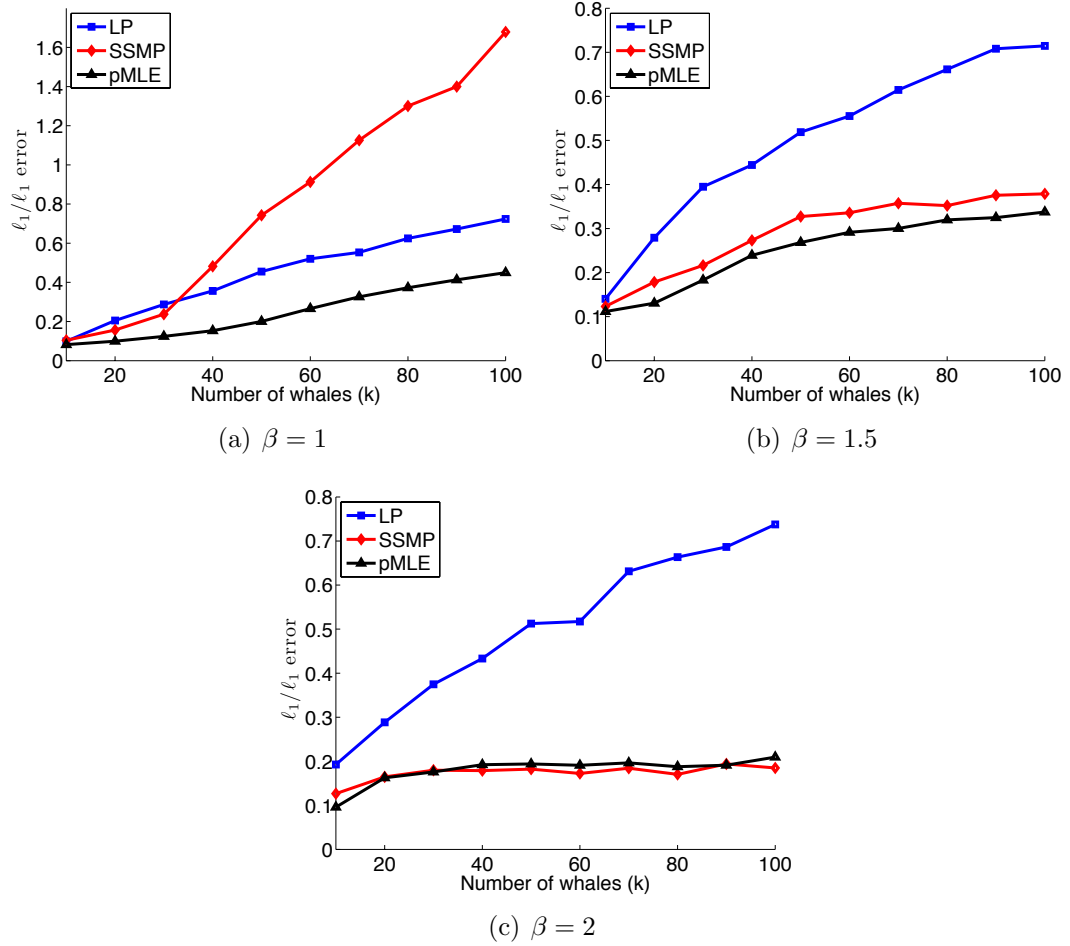 LP
SSMP
pMLE
ℓ1/ℓ1 error
1.6
1.4
1.2
1
0.8
0.6
0.4
0.2
0
20 40 60 80 100
Number of whales (k)
(a) β = 1
LP
SSMP
pMLE
ℓ1/ℓ1 error
0.8
0.7
0.6
0.5
0.4
0.3
0.2
0.1
0
20 40 60 80 100
Number of whales (k)
(b) β = 1.5
LP
SSMP
pMLE
ℓ1/ℓ1 error
0.8
0.7
0.6
0.5
0.4
0.3
0.2
0.1
0
20 40 60 80 100
Number of whales (k)
(c) β = 2